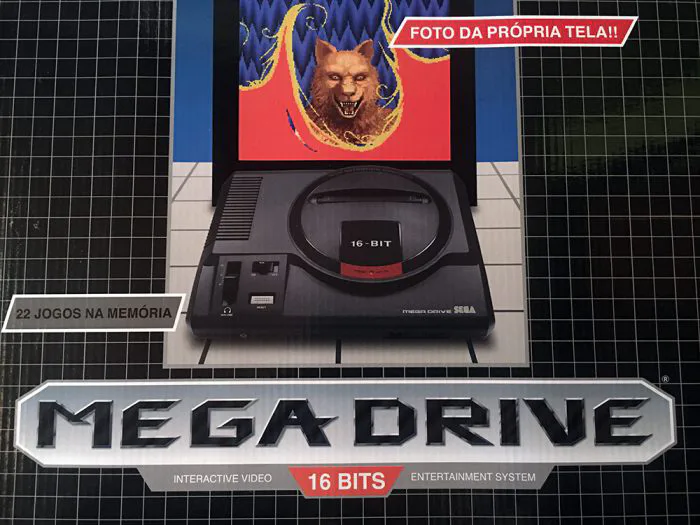 FOTO DA PRÓPRIA TELA!!
16-BIT
MEGA DRIVE SEGA
22 JOGOS NA MEMÓRIA
MEGA DRIVE ®
INTERACTIVE VIDEO 16 BITS ENTERTAINMENT SYSTEM